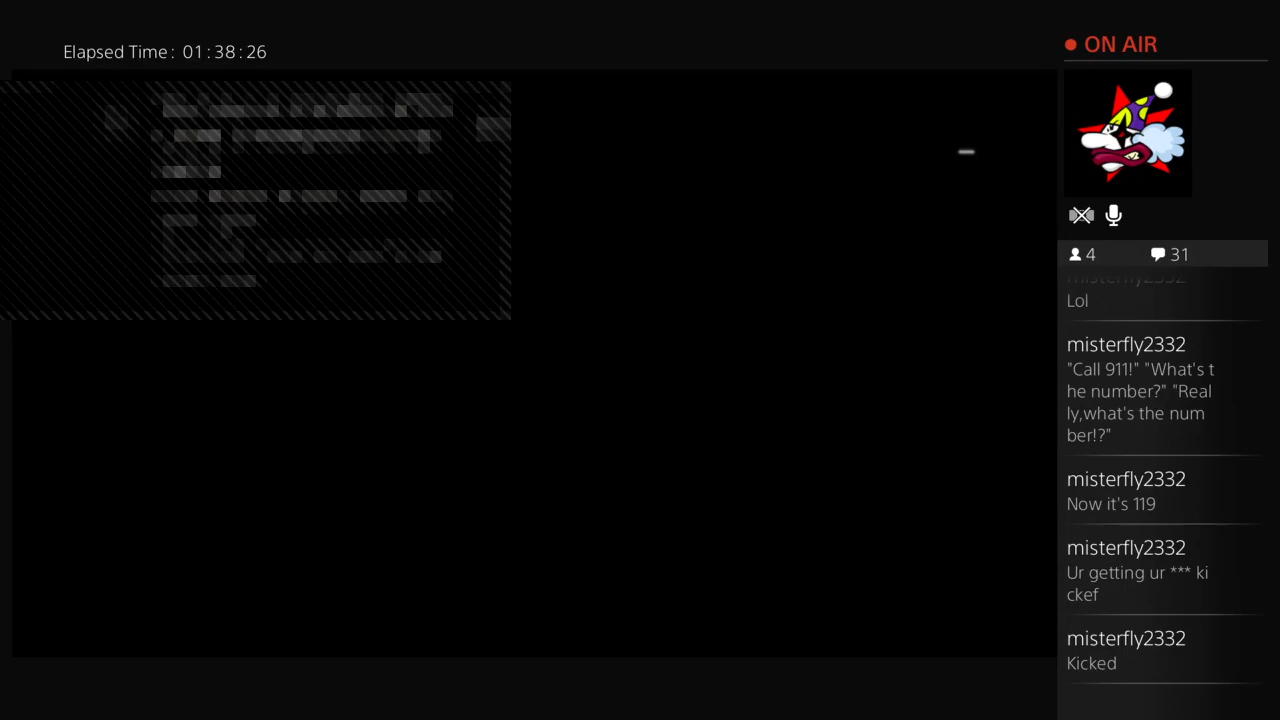 Elapsed Time: 01:38:26
ON AIR
4
31
misterfly2332
Lol
misterfly2332
"Call 911!" "What's t
he number?" "Real
ly,what's the num
ber!?"
misterfly2332
Now it's 119
misterfly2332
Ur getting ur *** ki
ckef
misterfly2332
Kicked